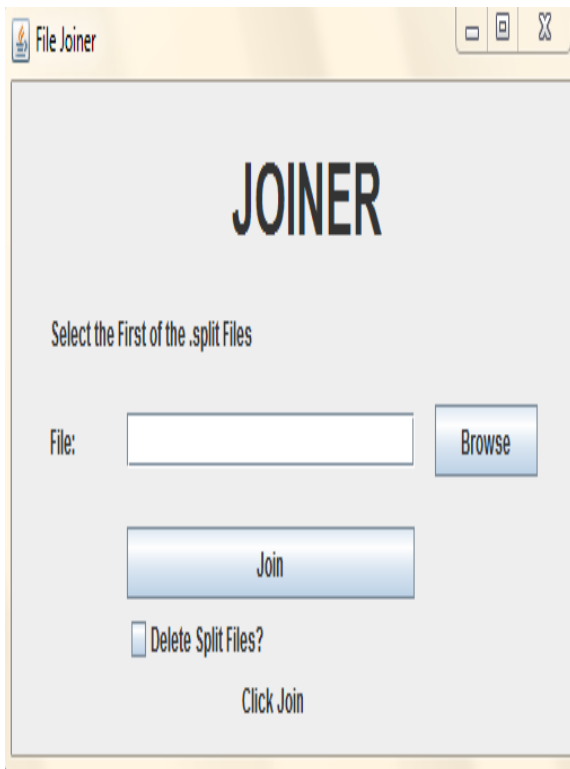 File Joiner
JOINER
Select the First of the .split Files
File:
Browse
Join
Delete Split Files?
Click Join